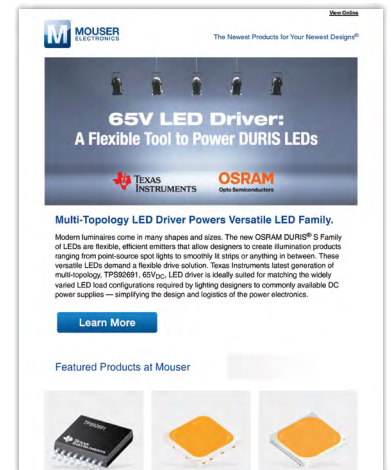 View Online
M MOUSER
ELECTRONICS
The Newest Products for Your Newest Designs®
65V LED Driver:
A Flexible Tool to Power DURIS LEDs
TEXAS
INSTRUMENTS
OSRAM
Opto Semiconductors
Multi-Topology LED Driver Powers Versatile LED Family.
Modern luminaires come in many shapes and sizes. The new OSRAM DURIS® S Family
of LEDs are flexible, efficient emitters that allow designers to create illumination products
ranging from point-source spot lights to smoothly lit strips or anything in between. These
versatile LEDs demand a flexible drive solution. Texas Instruments latest generation of
multi-topology, TPS92691, 65VDC, LED driver is ideally suited for matching the widely
varied LED load configurations required by lighting designers to commonly available DC
power supplies — simplifying the design and logistics of the power electronics.
Learn More
Featured Products at Mouser
TPS92691
TEXAS
INSTRUMENTS